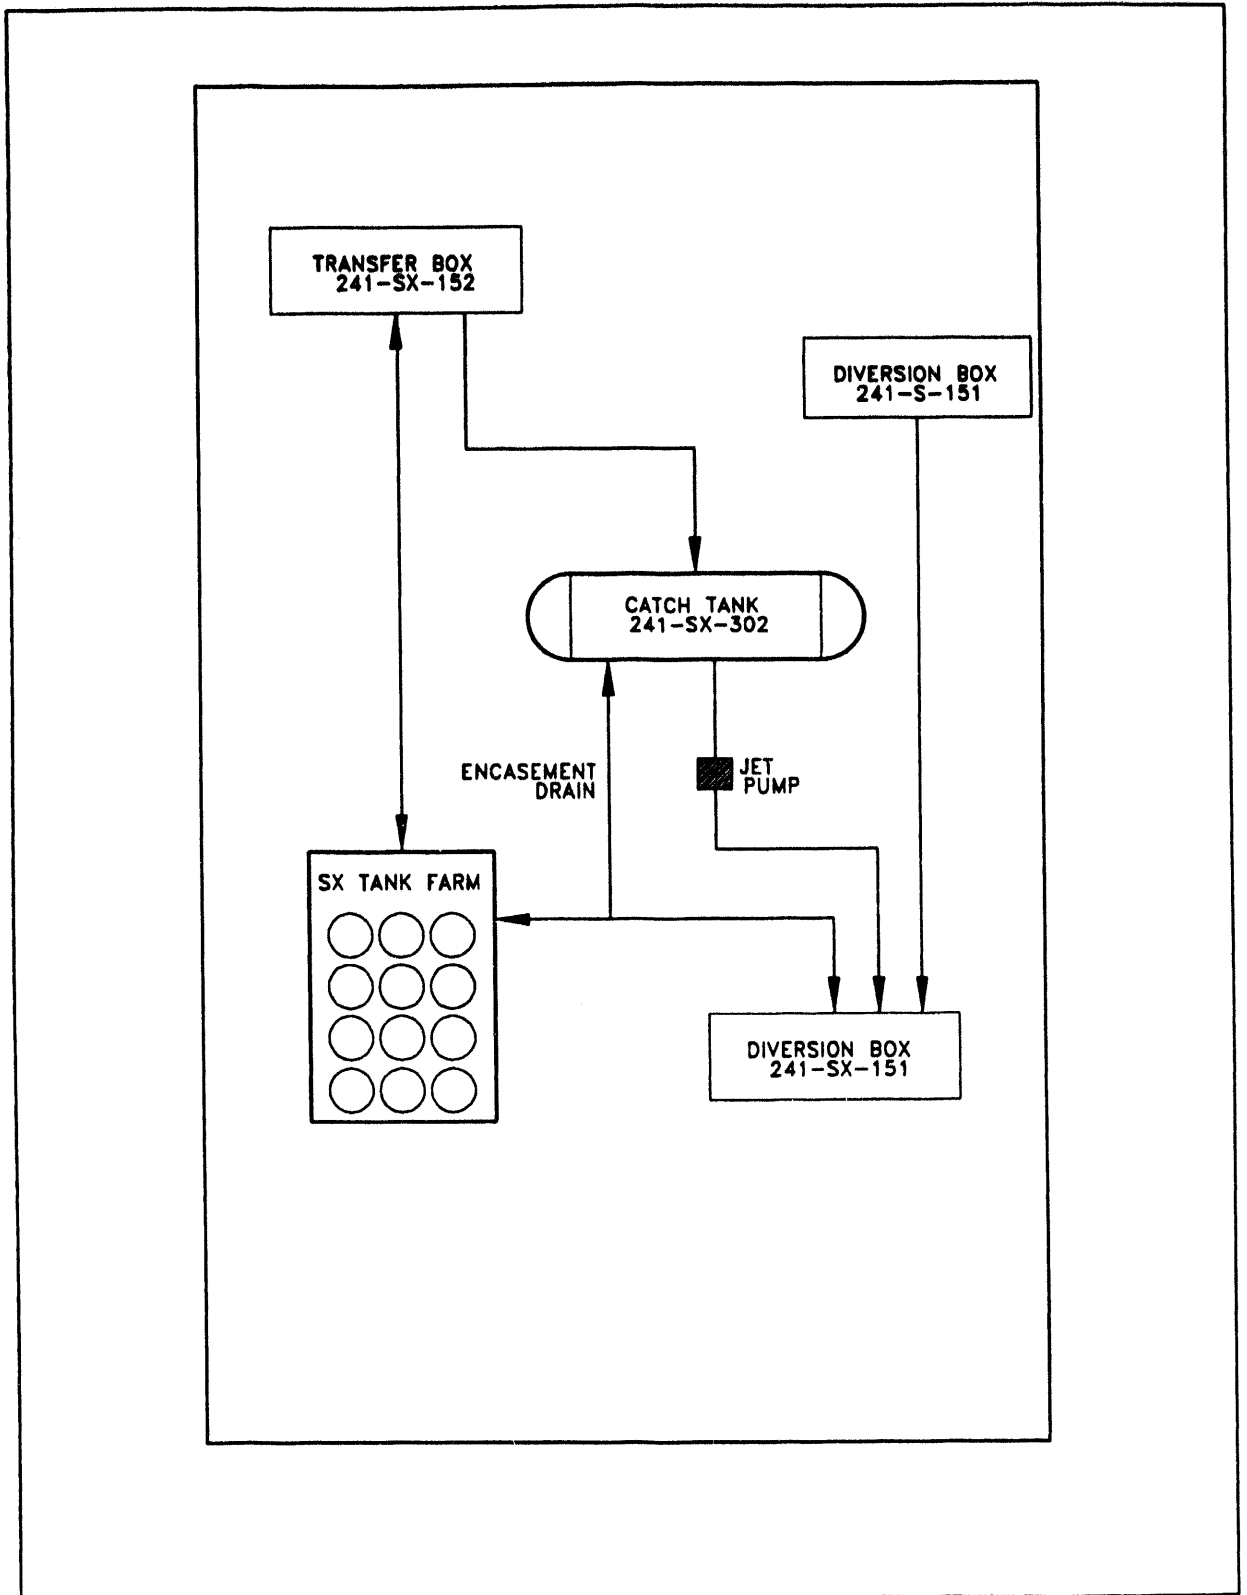 TRANSFER BOX
241-SX-152
DIVERSION BOX
241-S-151
CATCH TANK
241-SX-302
ENCASEMENT
DRAIN
JET
PUMP
SX TANK FARM
DIVERSION BOX
241-SX-151